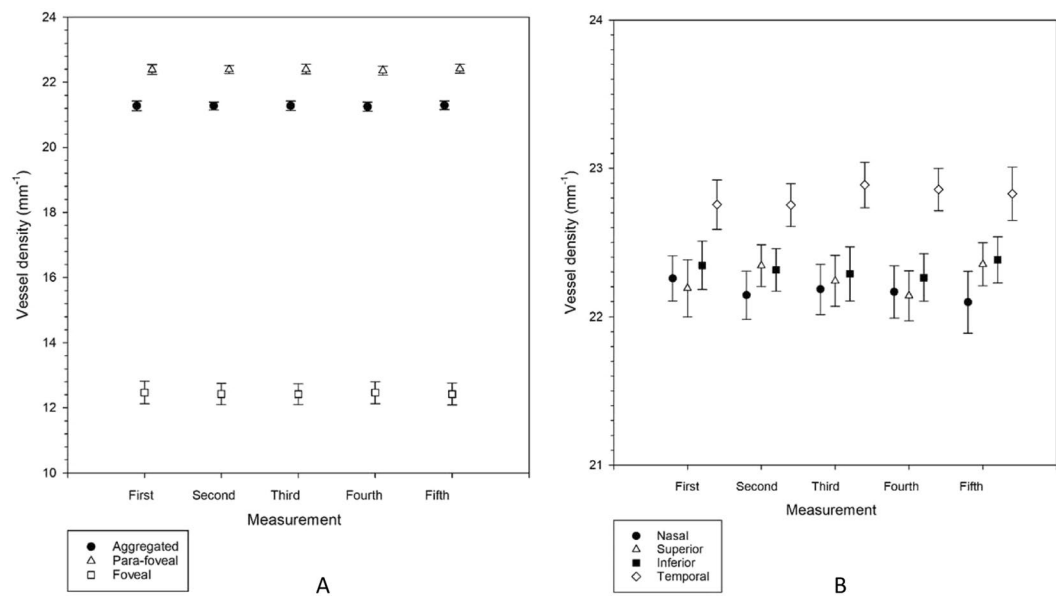 24
22
20
18
16
14
12
10
Vessel density (mm⁻¹)
First Second Third Fourth Fifth
Measurement
Aggregated
Para-foveal
Foveal
A
24
23
22
21
Vessel density (mm⁻¹)
First Second Third Fourth Fifth
Measurement
Nasal
Superior
Inferior
Temporal
B